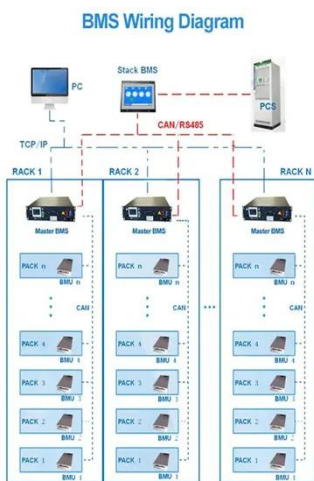 BMS Wiring Diagram
PC
Stack BMS
PCS
CAN/RS485
TCP/IP
RACK 1
RACK 2
RACK N
Master BMS
Master BMS
Master BMS
PACK n
BMU n
PACK n
BMU n
PACK n
BMU n
CAN
CAN
CAN
PACK 4
BMU 4
PACK 4
BMU 4
PACK 4
BMU 4
PACK 3
BMU 3
PACK 3
BMU 3
PACK 3
BMU 3
PACK 2
BMU 2
PACK 2
BMU 2
PACK 2
BMU 2
PACK 1
BMU 1
PACK 1
BMU 1
PACK 1
BMU 1